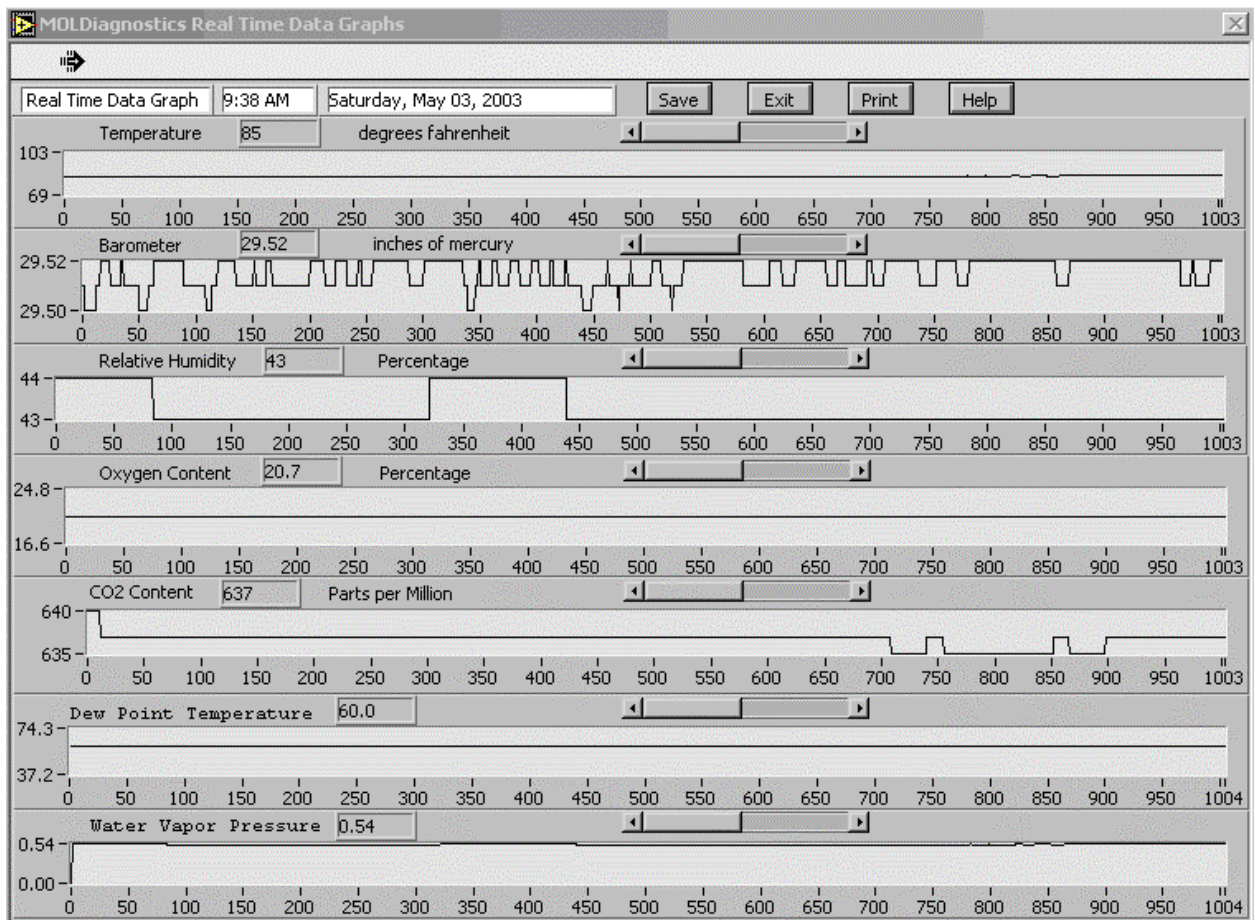 MOLDiagnostics Real Time Data Graphs
Real Time Data Graph 9:38 AM Saturday, May 03, 2003 Save Exit Print Help
Temperature 85 degrees fahrenheit
103
69
0 50 100 150 200 250 300 350 400 450 500 550 600 650 700 750 800 850 900 950 1003
Barometer 29.52 inches of mercury
29.52
29.50
0 50 100 150 200 250 300 350 400 450 500 550 600 650 700 750 800 850 900 950 1003
Relative Humidity 43 Percentage
44
43
0 50 100 150 200 250 300 350 400 450 500 550 600 650 700 750 800 850 900 950 1003
Oxygen Content 20.7 Percentage
24.8
16.6
0 50 100 150 200 250 300 350 400 450 500 550 600 650 700 750 800 850 900 950 1003
CO2 Content 637 Parts per Million
640
635
0 50 100 150 200 250 300 350 400 450 500 550 600 650 700 750 800 850 900 950 1003
Dew Point Temperature 60.0
74.3
37.2
0 50 100 150 200 250 300 350 400 450 500 550 600 650 700 750 800 850 900 950 1004
Water Vapor Pressure 0.54
0.54
0.00
0 50 100 150 200 250 300 350 400 450 500 550 600 650 700 750 800 850 900 950 1004